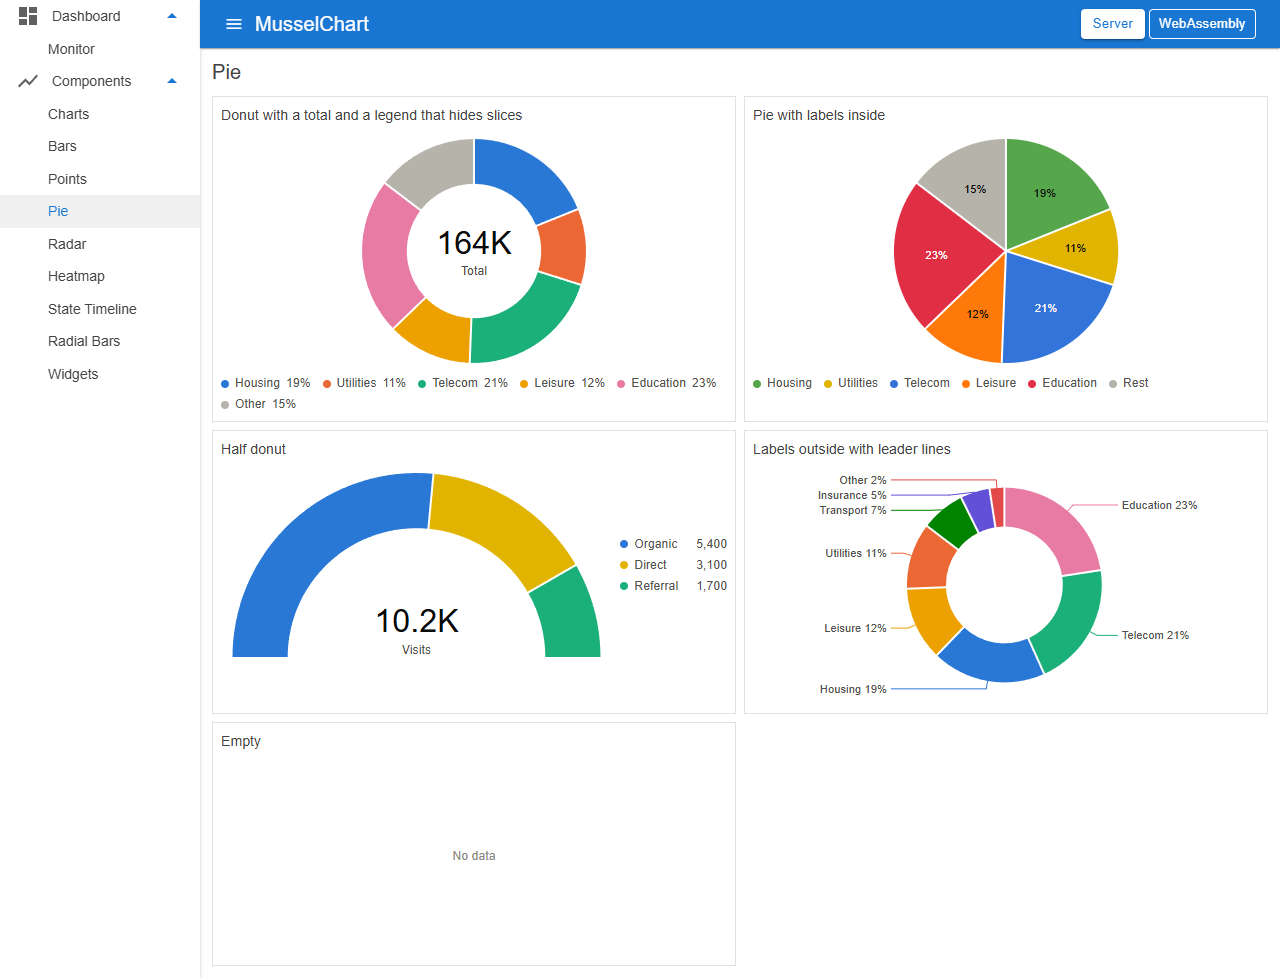 Dashboard
Monitor
Components
Charts
Bars
Points
Pie
Radar
Heatmap
State Timeline
Radial Bars
Widgets
MusselChart
Server
WebAssembly
Pie
Donut with a total and a legend that hides slices
164K
Total
Housing 19% Utilities 11% Telecom 21% Leisure 12% Education 23%
Other 15%
Pie with labels inside
15%
19%
23%
11%
12%
21%
Housing Utilities Telecom Leisure Education Rest
Half donut
10.2K
Visits
Organic 5,400
Direct 3,100
Referral 1,700
Labels outside with leader lines
Other 2%
Insurance 5%
Transport 7%
Education 23%
Utilities 11%
Leisure 12%
Telecom 21%
Housing 19%
Empty
No data